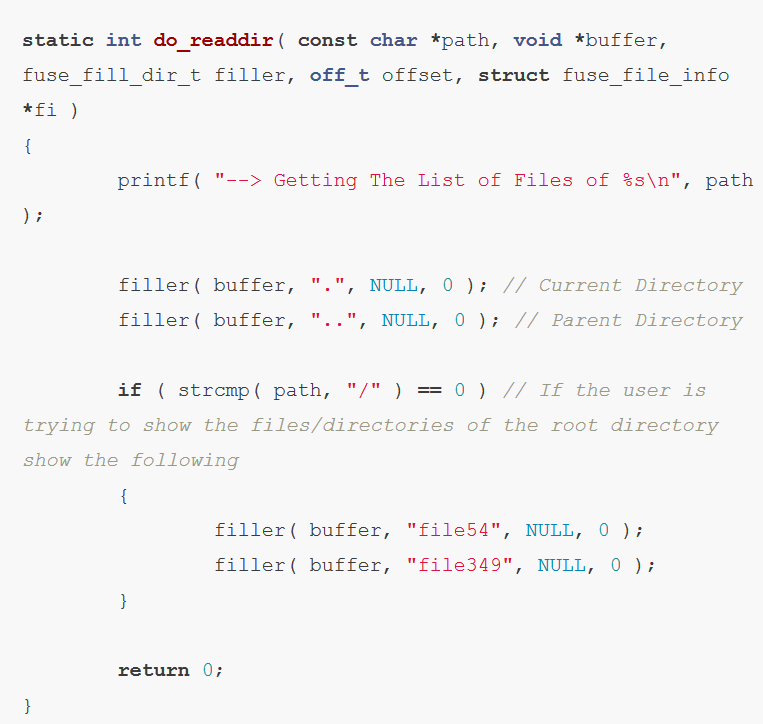 static int do_readdir( const char *path, void *buffer,
fuse_fill_dir_t filler, off_t offset, struct fuse_file_info
*fi )
{
        printf( "--> Getting The List of Files of %s\n", path
);
        filler( buffer, ".", NULL, 0 ); // Current Directory
        filler( buffer, "..", NULL, 0 ); // Parent Directory
        if ( strcmp( path, "/" ) == 0 ) // If the user is
trying to show the files/directories of the root directory
show the following
        {
                filler( buffer, "file54", NULL, 0 );
                filler( buffer, "file349", NULL, 0 );
        }
        return 0;
}